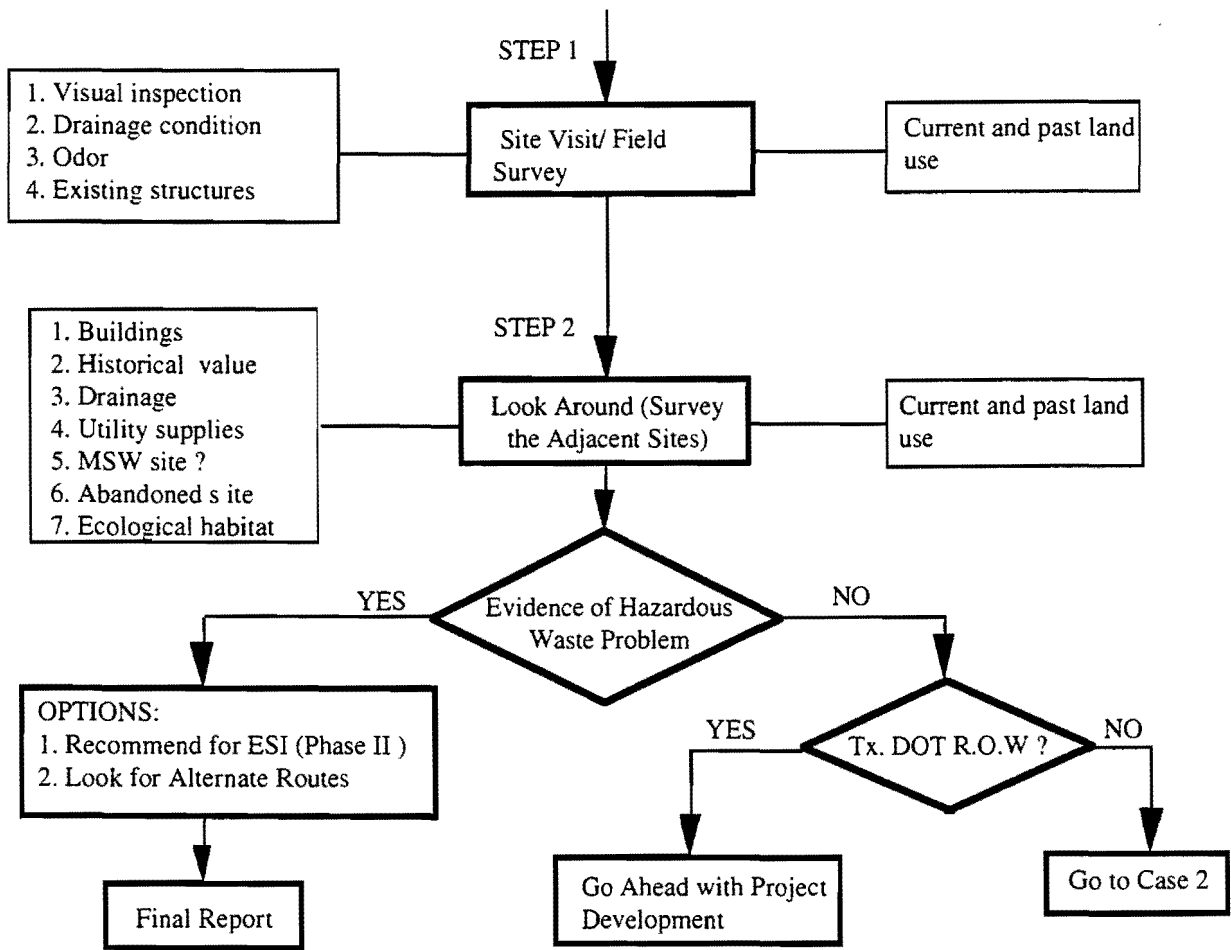 STEP 1
1. Visual inspection
2. Drainage condition
3. Odor
4. Existing structures
Site Visit/ Field
Survey
Current and past land
use
STEP 2
1. Buildings
2. Historical value
3. Drainage
4. Utility supplies
5. MSW site ?
6. Abandoned s ite
7. Ecological habitat
Look Around (Survey
the Adjacent Sites)
Current and past land
use
YES
Evidence of Hazardous
Waste Problem
NO
OPTIONS:
1. Recommend for ESI (Phase II )
2. Look for Alternate Routes
YES
Tx. DOT R.O.W ?
NO
Final Report
Go Ahead with Project
Development
Go to Case 2